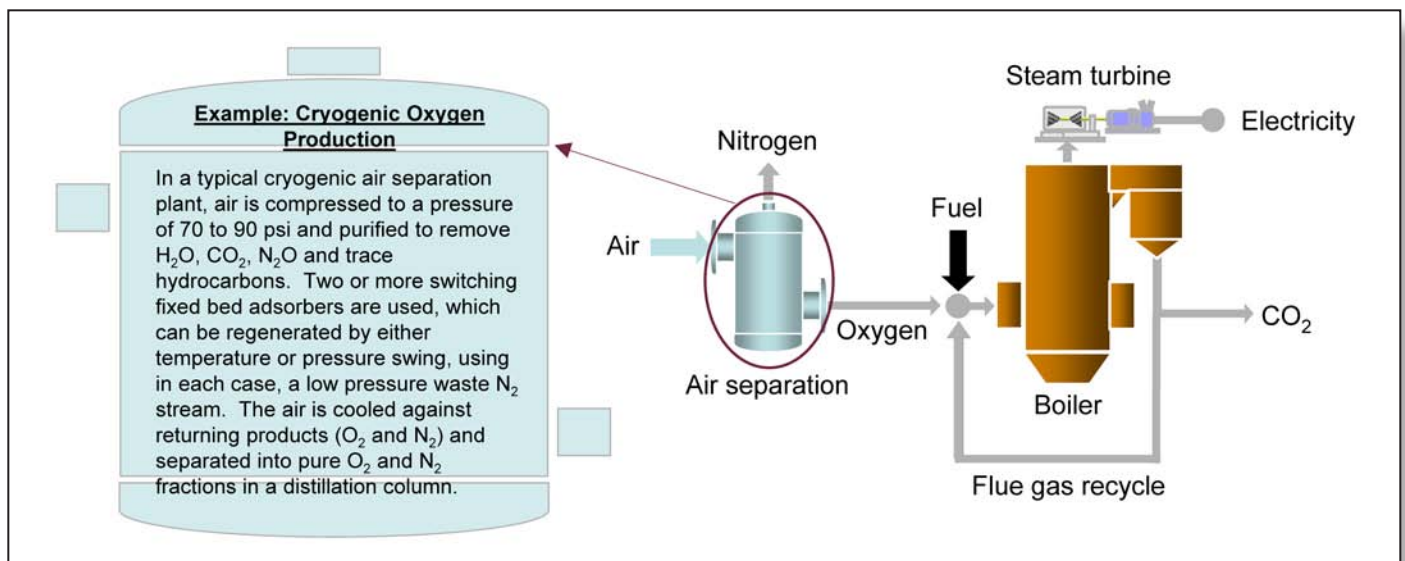 Example: Cryogenic Oxygen
Production
In a typical cryogenic air separation
plant, air is compressed to a pressure
of 70 to 90 psi and purified to remove
H₂O, CO₂, N₂O and trace
hydrocarbons. Two or more switching
fixed bed adsorbers are used, which
can be regenerated by either
temperature or pressure swing, using
in each case, a low pressure waste N₂
stream. The air is cooled against
returning products (O₂ and N₂) and
separated into pure O₂ and N₂
fractions in a distillation column.
Nitrogen
Air
Oxygen
Air separation
Fuel
Steam turbine
Electricity
CO₂
Boiler
Flue gas recycle